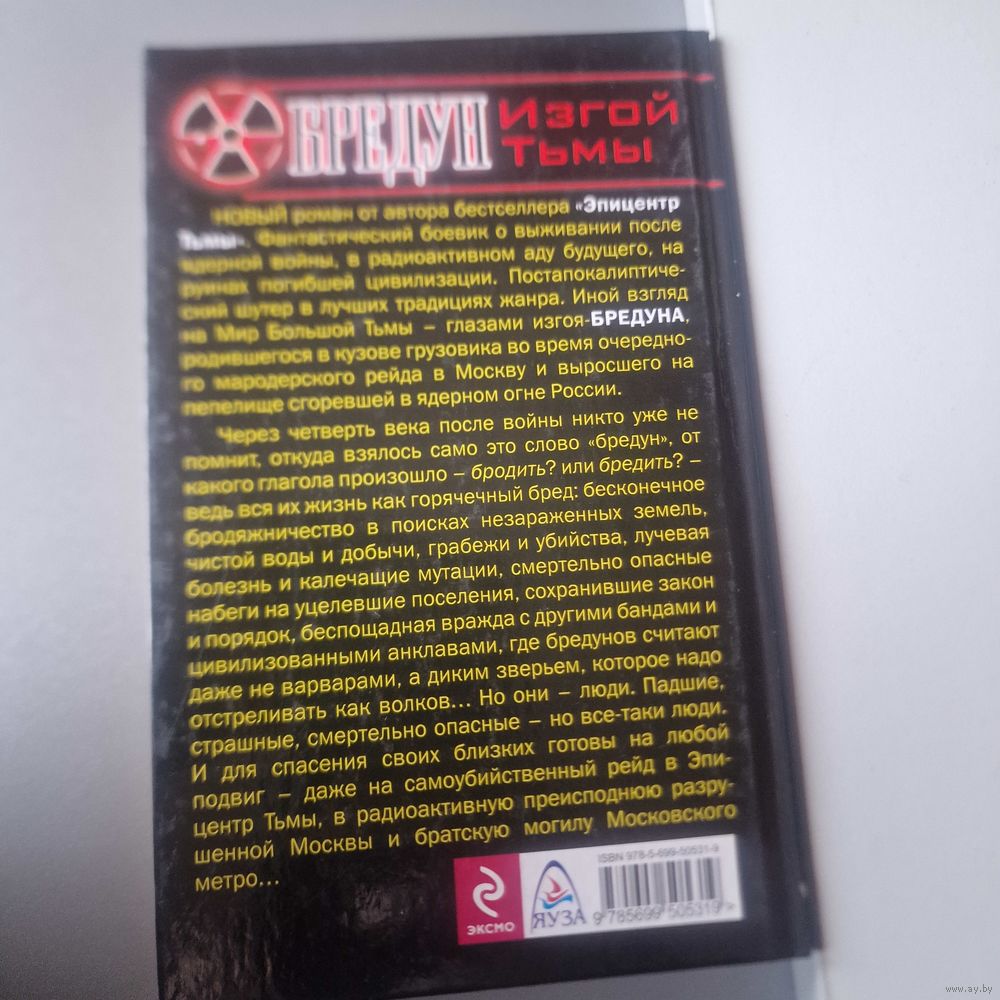 БРЕДУН Изгой
Тьмы
НОВЫЙ роман от автора бестселлера «Эпицентр
Тьмы». Фантастический боевик о выживании после
ядерной войны, в радиоактивном аду будущего, на
руинах погибшей цивилизации. Постапокалиптиче-
ский шутер в лучших традициях жанра. Иной взгляд
на Мир Большой Тьмы – глазами изгоя-БРЕДУНА,
родившегося в кузове грузовика во время очередно-
го мародерского рейда в Москву и выросшего на
пепелище сгоревшей в ядерном огне России.
Через четверть века после войны никто уже не
помнит, откуда взялось само это слово «бредун», от
какого глагола произошло – бродить? или бредить? –
ведь вся их жизнь как горячечный бред: бесконечное
бродяжничество в поисках незараженных земель,
чистой воды и добычи, грабежи и убийства, лучевая
болезнь и калечащие мутации, смертельно опасные
набеги на уцелевшие поселения, сохранившие закон
и порядок, беспощадная вражда с другими бандами и
цивилизованными анклавами, где бредунов считают
даже не варварами, а диким зверьем, которое надо
отстреливать как волков... Но они – люди. Падшие,
страшные, смертельно опасные – но все-таки люди.
И для спасения своих близких готовы на любой
подвиг – даже на самоубийственный рейд в Эпи-
центр Тьмы, в радиоактивную преисподнюю разру-
шенной Москвы и братскую могилу Московского
метро...
ISBN 978-5-699-50531-9
ЭКСМО
ЯУЗА
9 785699 505319 >
www.ay.by